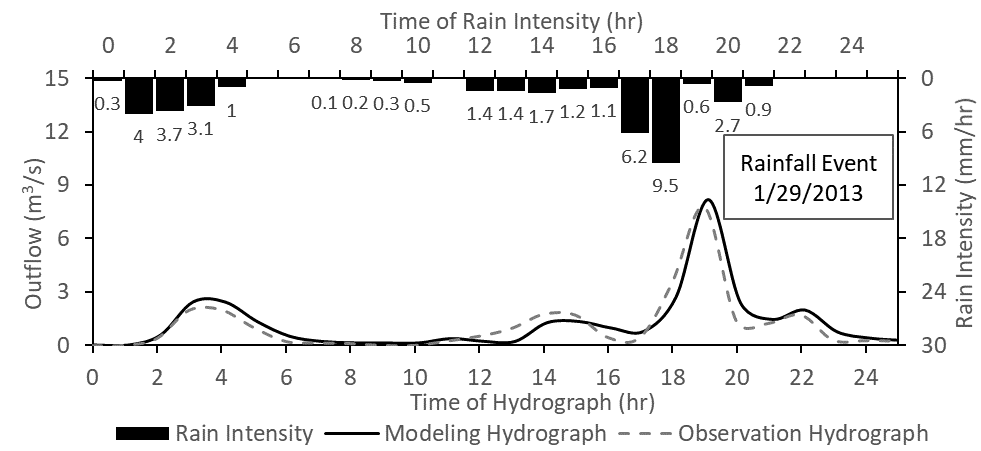 Time of Rain Intensity (hr)
0 2 4 6 8 10 12 14 16 18 20 22 24
15 12 9 6 3 0
Outflow (m³/s)
0 6 12 18 24 30
Rain Intensity (mm/hr)
0.3 4 3.7 3.1 1 0.1 0.2 0.3 0.5 1.4 1.4 1.7 1.2 1.1 6.2 9.5 0.6 2.7 0.9
Rainfall Event
1/29/2013
0 2 4 6 8 10 12 14 16 18 20 22 24
Time of Hydrograph (hr)
Rain Intensity Modeling Hydrograph Observation Hydrograph